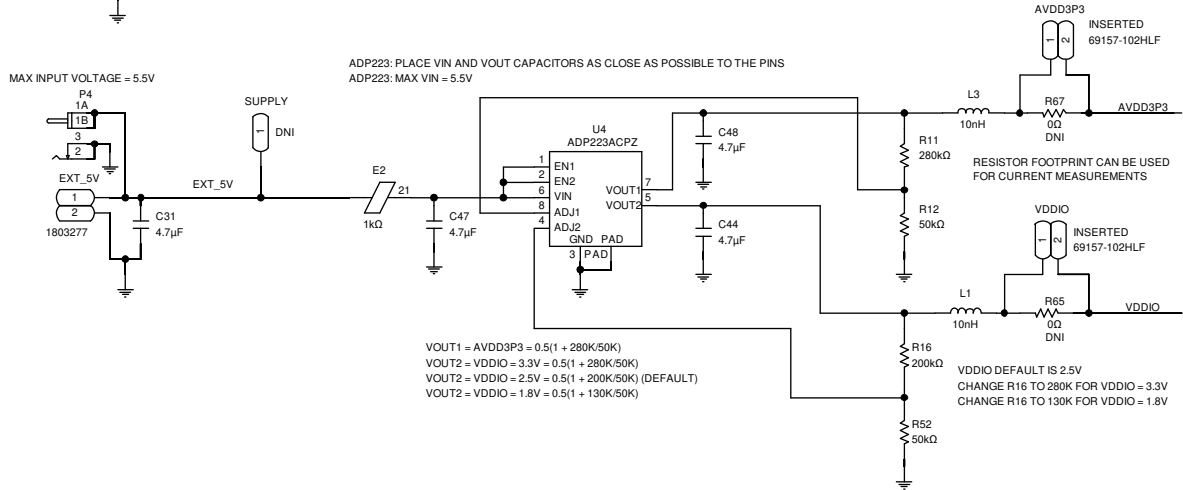 AVDD3P3
INSERTED
69157-102HLF
1 2
MAX INPUT VOLTAGE = 5.5V
ADP223: PLACE VIN AND VOUT CAPACITORS AS CLOSE AS POSSIBLE TO THE PINS
ADP223: MAX VIN = 5.5V
P4
1A
1B
3
2
SUPPLY
1
DNI
L3
10nH
R67
0Ω
DNI
AVDD3P3
U4
ADP223ACPZ
C48
4.7µF
R11
280kΩ
RESISTOR FOOTPRINT CAN BE USED
FOR CURRENT MEASUREMENTS
EXT_5V
1
2
1803277
EXT_5V
C31
4.7µF
E2
21
1kΩ
C47
4.7µF
1 EN1
2 EN2
6 VIN
8 ADJ1
4 ADJ2
VOUT1 7
VOUT2 5
GND PAD
3 PAD
C44
4.7µF
R12
50kΩ
VDDIO
INSERTED
69157-102HLF
1 2
L1
10nH
R65
0Ω
DNI
VDDIO
VOUT1 = AVDD3P3 = 0.5(1 + 280K/50K)
VOUT2 = VDDIO = 3.3V = 0.5(1 + 280K/50K)
VOUT2 = VDDIO = 2.5V = 0.5(1 + 200K/50K) (DEFAULT)
VOUT2 = VDDIO = 1.8V = 0.5(1 + 130K/50K)
R16
200kΩ
VDDIO DEFAULT IS 2.5V
CHANGE R16 TO 280K FOR VDDIO = 3.3V
CHANGE R16 TO 130K FOR VDDIO = 1.8V
R52
50kΩ